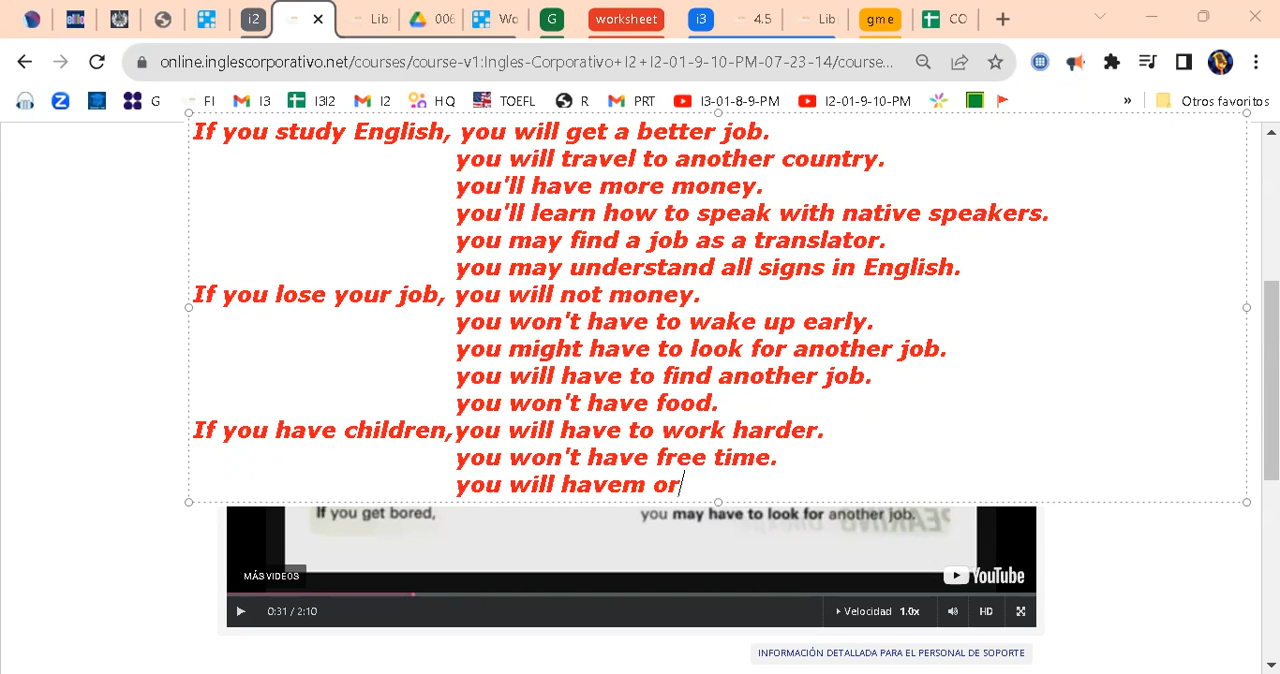 i2
Lib
006
Wo
G
worksheet
i3
4.5
Lib
gme
CO
online.inglescorporativo.net/courses/course-v1:Ingles-Corporativo+I2+I2-01-9-10-PM-07-23-14/course...
G
FI
I3
I3I2
I2
HQ
TOEFL
R
PRT
I3-01-8-9-PM
I2-01-9-10-PM
»
Otros favoritos
If you study English, you will get a better job.
you will travel to another country.
you'll have more money.
you'll learn how to speak with native speakers.
you may find a job as a translator.
you may understand all signs in English.
If you lose your job, you will not money.
you won't have to wake up early.
you might have to look for another job.
you will have to find another job.
you won't have food.
If you have children,you will have to work harder.
you won't have free time.
you will havem or
If you get bored, you may have to look for another job.
MÁS VIDEOS
YouTube
0:31 / 2:10
Velocidad 1.0x
HD
INFORMACIÓN DETALLADA PARA EL PERSONAL DE SOPORTE